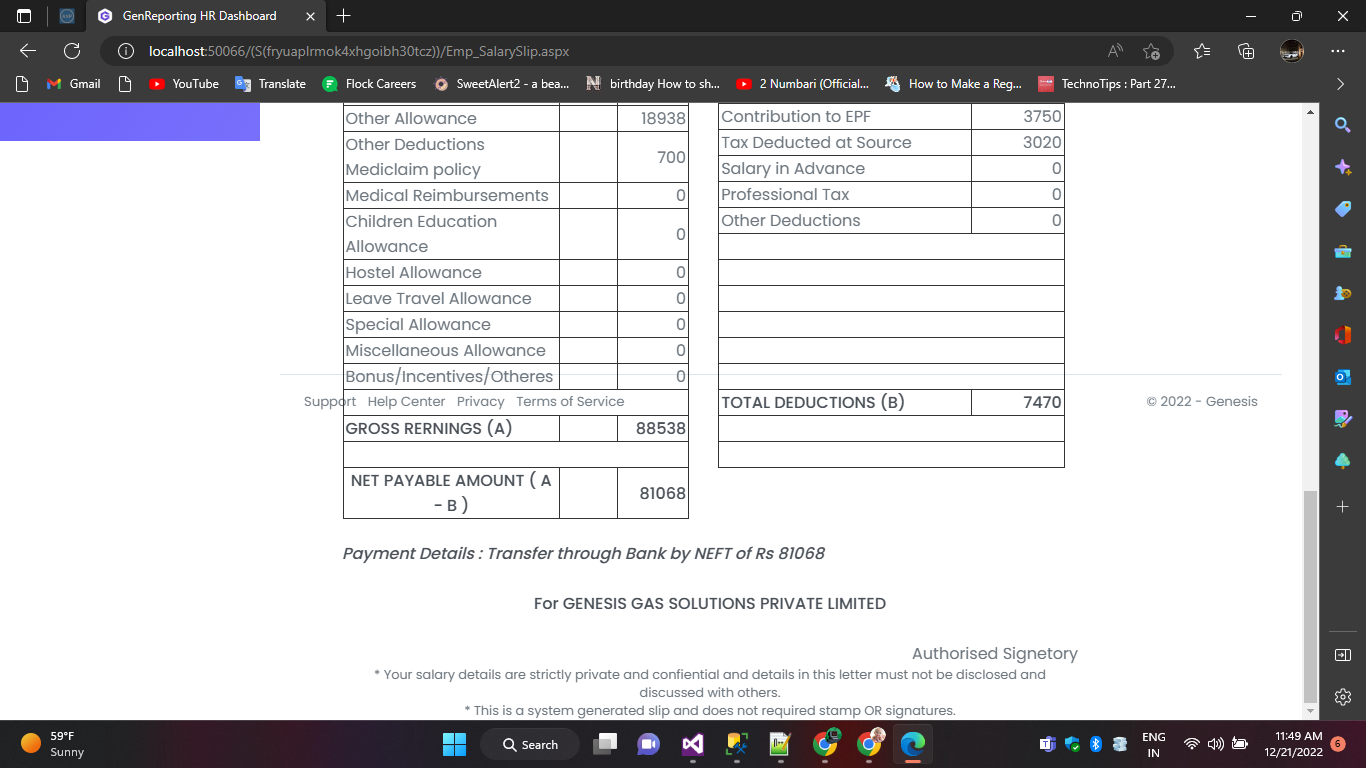 GenReporting HR Dashboard
localhost:50066/(S(fryuaplrmok4xhgoibh30tcz))/Emp_SalarySlip.aspx
Gmail
YouTube
Translate
Flock Careers
SweetAlert2 - a bea...
birthday How to sh...
2 Numbari (Official...
How to Make a Reg...
TechnoTips : Part 27...
Other Allowance 18938
Other Deductions
Mediclaim policy
700
Medical Reimbursements 0
Children Education
Allowance
0
Hostel Allowance 0
Leave Travel Allowance 0
Special Allowance 0
Miscellaneous Allowance 0
Bonus/Incentives/Otheres 0
GROSS RERNINGS (A) 88538
NET PAYABLE AMOUNT ( A
- B )
81068
Contribution to EPF 3750
Tax Deducted at Source 3020
Salary in Advance 0
Professional Tax 0
Other Deductions 0
TOTAL DEDUCTIONS (B) 7470
Support Help Center Privacy Terms of Service
© 2022 - Genesis
Payment Details : Transfer through Bank by NEFT of Rs 81068
For GENESIS GAS SOLUTIONS PRIVATE LIMITED
Authorised Signetory
* Your salary details are strictly private and confiential and details in this letter must not be disclosed and
discussed with others.
* This is a system generated slip and does not required stamp OR signatures.
59°F
Sunny
Search
ENG
IN
11:49 AM
12/21/2022
6